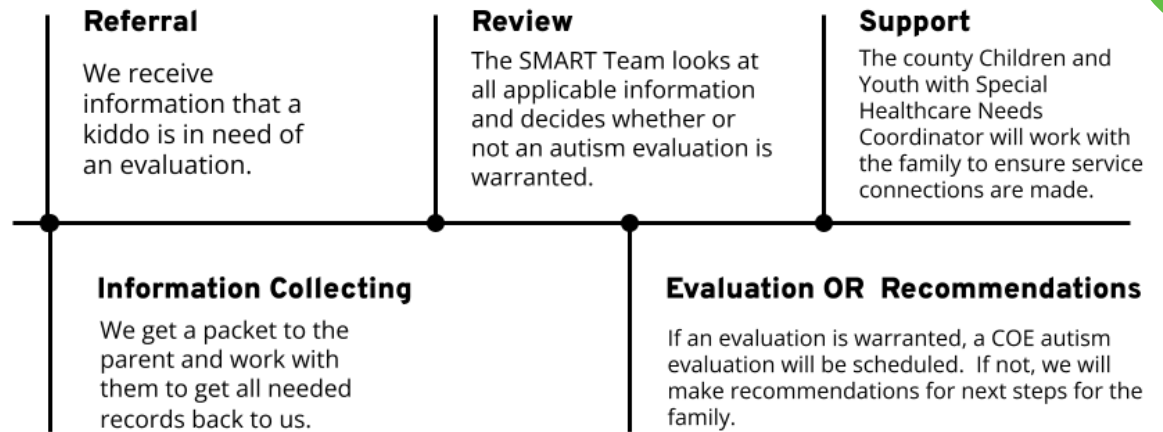 Referral
We receive
information that a
kiddo is in need of
an evaluation.
Information Collecting
We get a packet to the
parent and work with
them to get all needed
records back to us.
Review
The SMART Team looks at
all applicable information
and decides whether or
not an autism evaluation is
warranted.
Evaluation OR Recommendations
If an evaluation is warranted, a COE autism
evaluation will be scheduled. If not, we will
make recommendations for next steps for the
family.
Support
The county Children and
Youth with Special
Healthcare Needs
Coordinator will work with
the family to ensure service
connections are made.